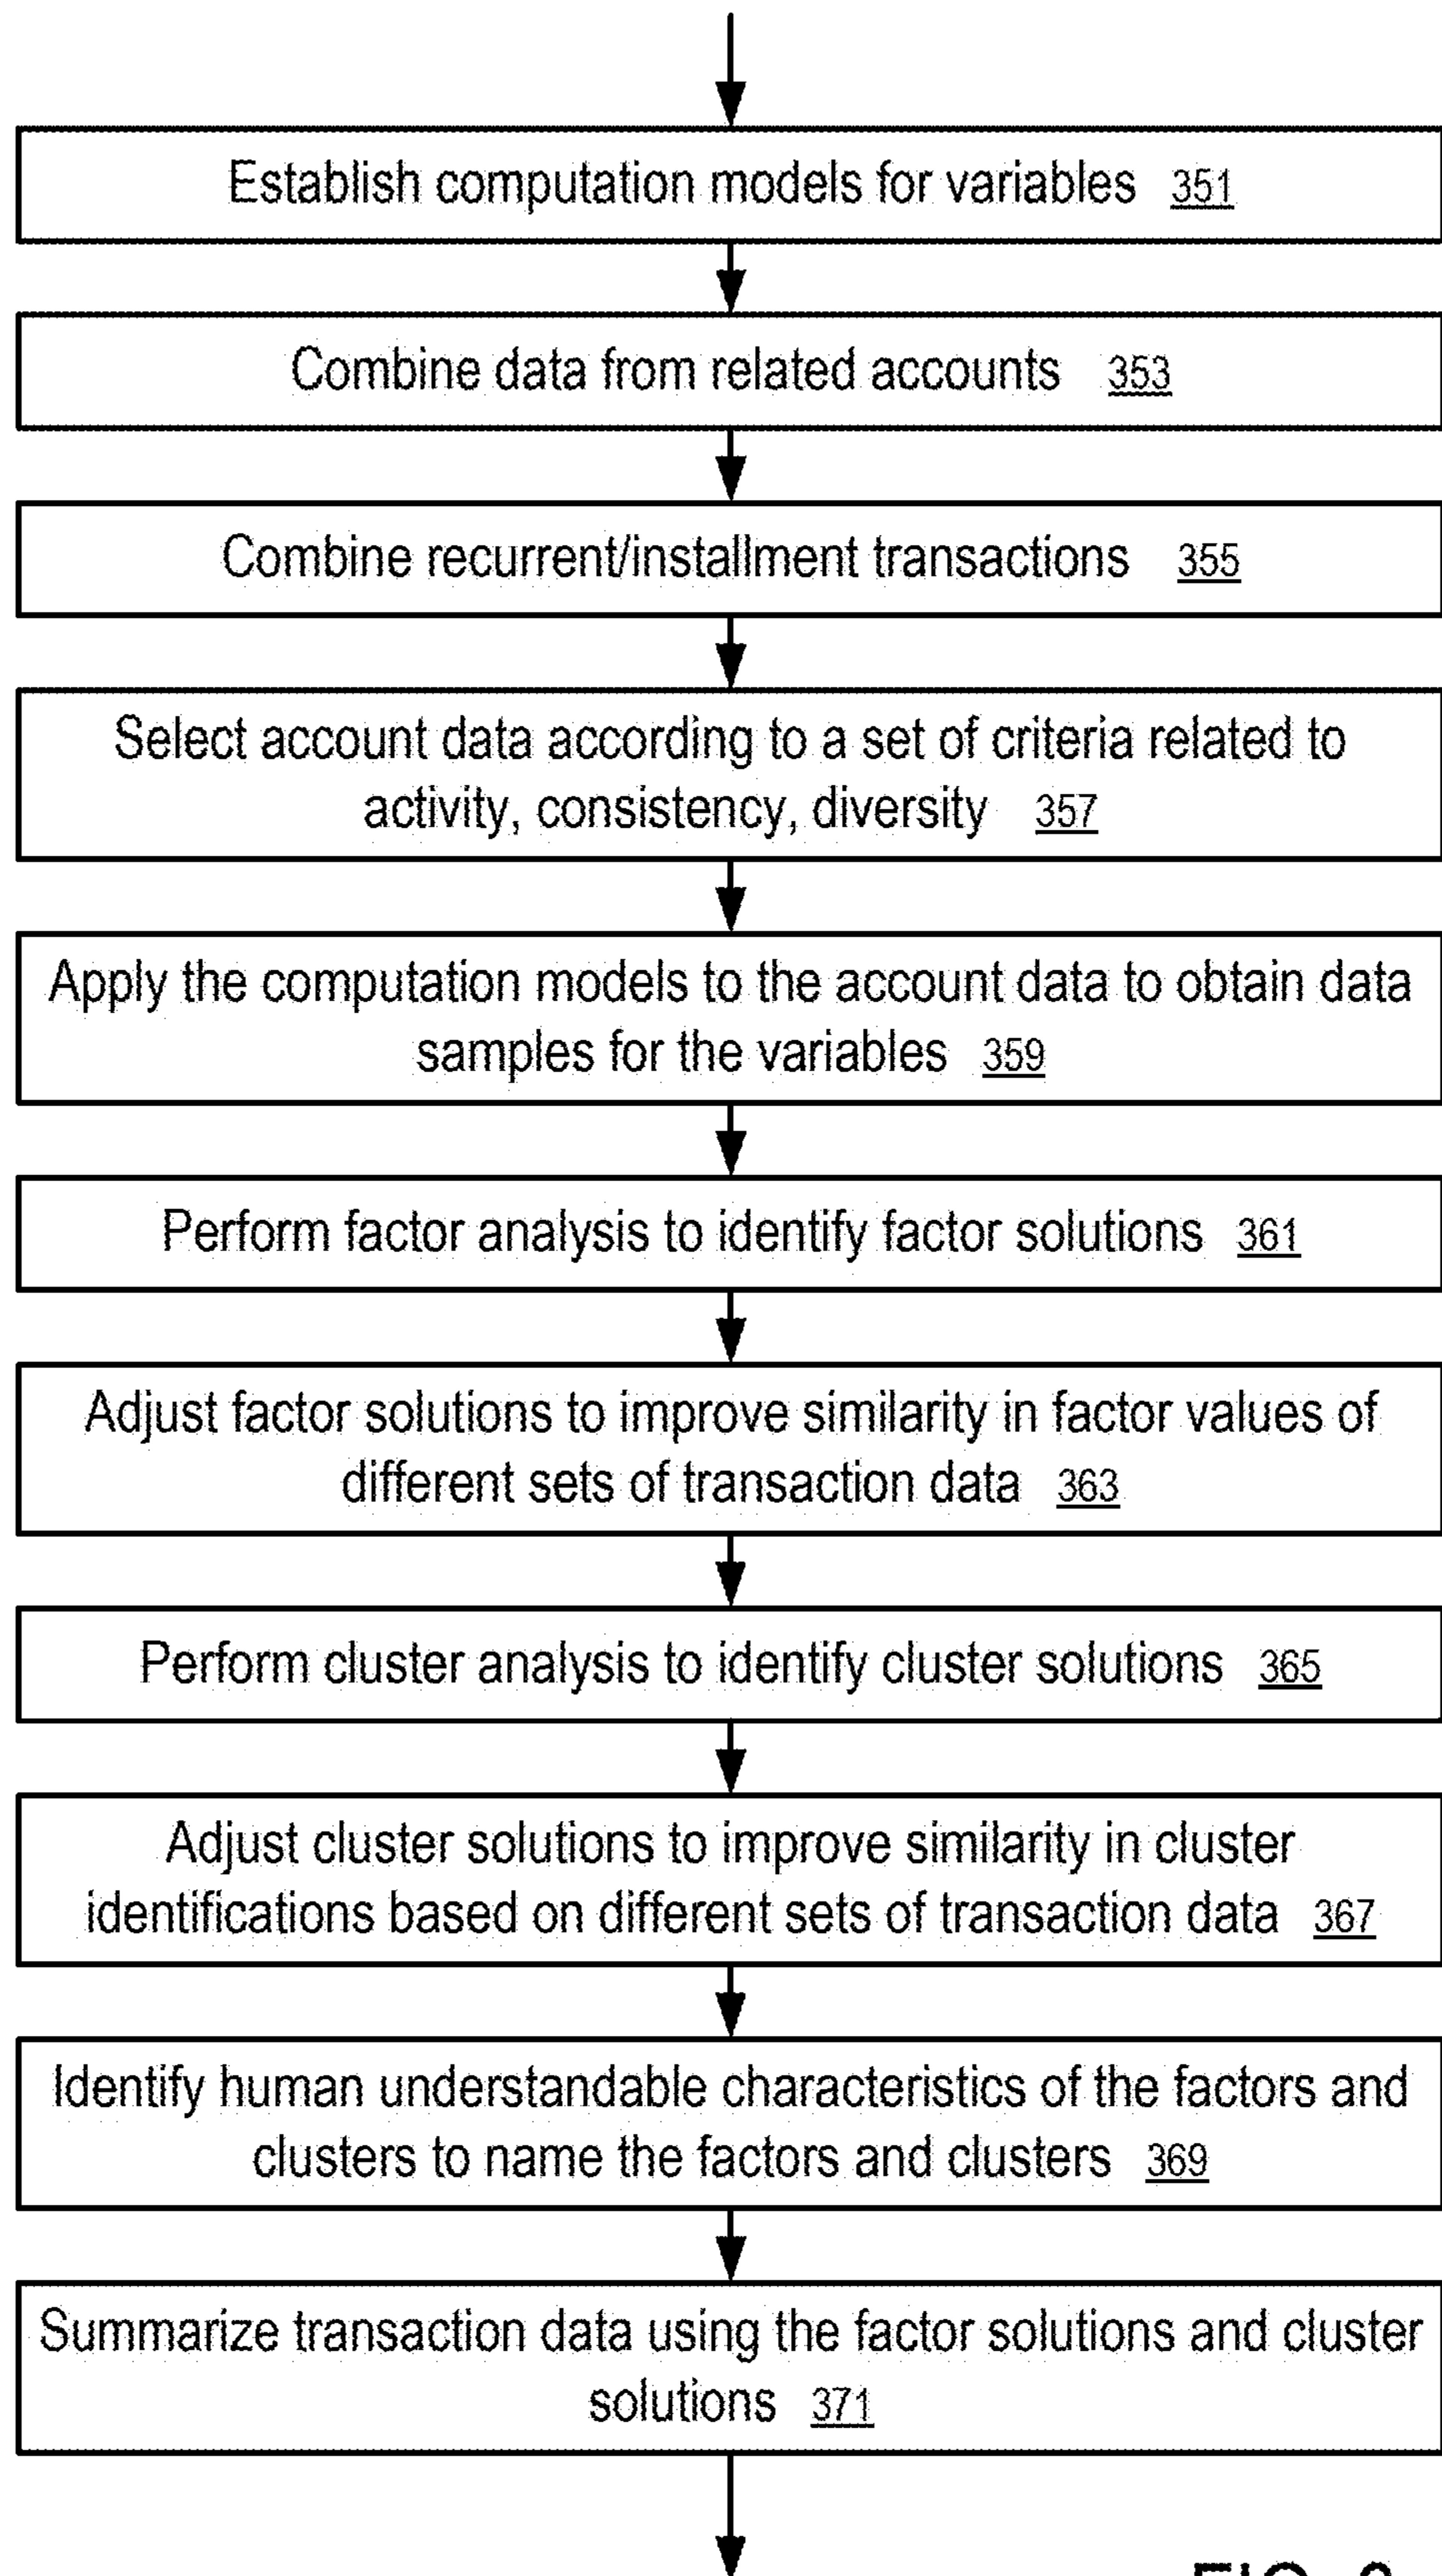 Establish computation models for variables 351
Combine data from related accounts 353
Combine recurrent/installment transactions 355
Select account data according to a set of criteria related to
activity, consistency, diversity 357
Apply the computation models to the account data to obtain data
samples for the variables 359
Perform factor analysis to identify factor solutions 361
Adjust factor solutions to improve similarity in factor values of
different sets of transaction data 363
Perform cluster analysis to identify cluster solutions 365
Adjust cluster solutions to improve similarity in cluster
identifications based on different sets of transaction data 367
Identify human understandable characteristics of the factors and
clusters to name the factors and clusters 369
Summarize transaction data using the factor solutions and cluster
solutions 371
FIG.